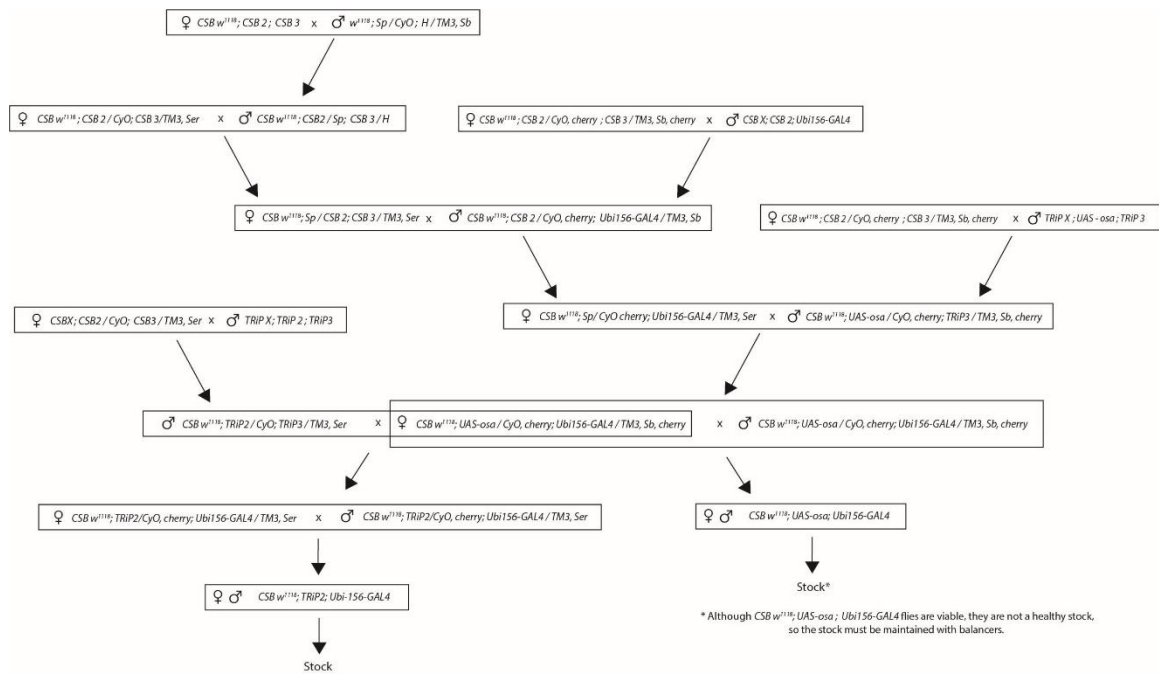 ♀ CSB w¹¹¹⁸; CSB 2 ; CSB 3 x ♂ w¹¹¹⁸; Sp / CyO ; H / TM3, Sb
♀ CSB w¹¹¹⁸; CSB 2 / CyO; CSB 3/TM3, Ser x ♂ CSB w¹¹¹⁸; CSB2 / Sp; CSB 3 / H
♀ CSB w¹¹¹⁸; CSB 2 / CyO, cherry ; CSB 3 / TM3, Sb, cherry x ♂ CSB X; CSB 2; Ubi156-GAL4
♀ CSB w¹¹¹⁸; Sp / CSB 2; CSB 3 / TM3, Ser x ♂ CSB w¹¹¹⁸; CSB 2 / CyO, cherry; Ubi156-GAL4 / TM3, Sb
♀ CSB w¹¹¹⁸; CSB 2 / CyO, cherry ; CSB 3 / TM3, Sb, cherry x ♂ TRiP X ; UAS - osa ; TRiP 3
♀ CSBX; CSB2 / CyO; CSB3 / TM3, Ser x ♂ TRiP X; TRiP 2; TRiP3
♀ CSB w¹¹¹⁸; Sp/ CyO cherry; Ubi156-GAL4 / TM3, Ser x ♂ CSB w¹¹¹⁸; UAS-osa / CyO, cherry; TRiP3 / TM3, Sb, cherry
♂ CSB w¹¹¹⁸; TRiP2 / CyO; TRiP3 / TM3, Ser x ♀ CSB w¹¹¹⁸; UAS-osa / CyO, cherry; Ubi156-GAL4 / TM3, Sb, cherry x ♂ CSB w¹¹¹⁸; UAS-osa / CyO, cherry; Ubi156-GAL4 / TM3, Sb, cherry
♀ CSB w¹¹¹⁸; TRiP2/CyO, cherry; Ubi156-GAL4 / TM3, Ser x ♂ CSB w¹¹¹⁸; TRiP2/CyO, cherry; Ubi156-GAL4 / TM3, Ser
♀ ♂ CSB w¹¹¹⁸; UAS-osa; Ubi156-GAL4
♀ ♂ CSB w¹¹¹⁸; TRiP2; Ubi-156-GAL4
Stock*
* Although CSB w¹¹¹⁸; UAS-osa ; Ubi156-GAL4 flies are viable, they are not a healthy stock,
so the stock must be maintained with balancers.
Stock